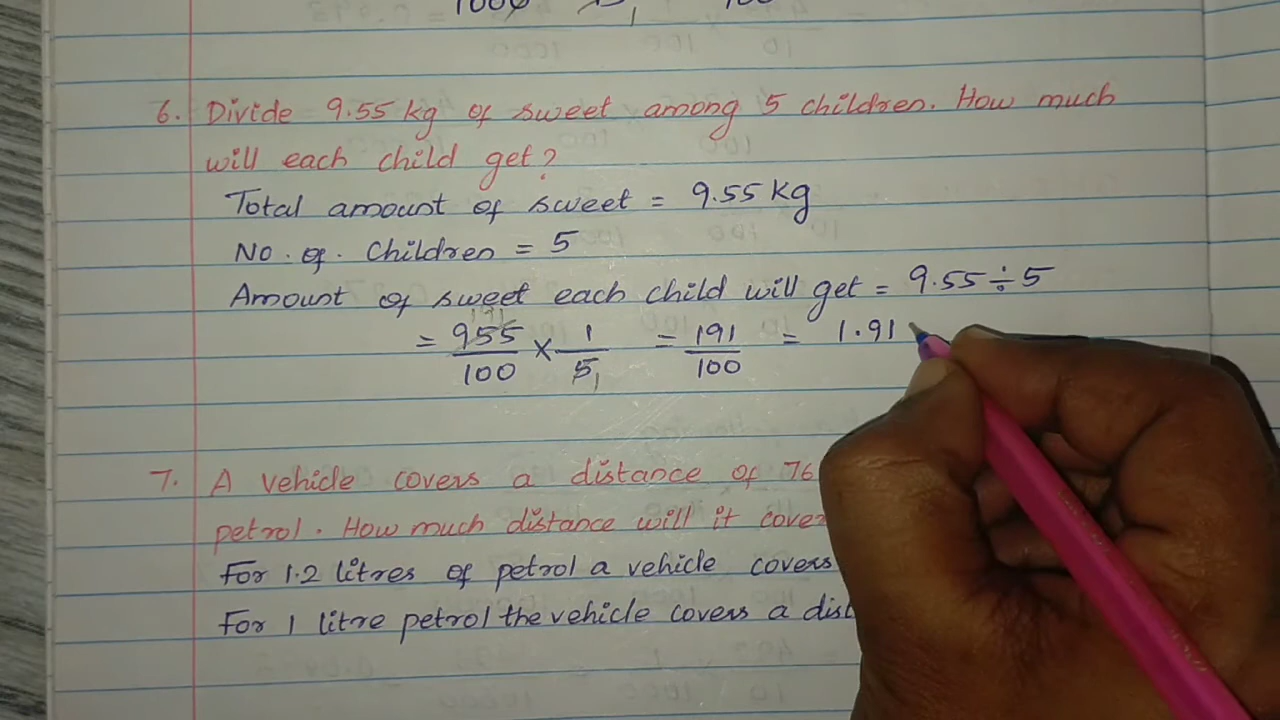 6. Divide 9.55 kg of sweet among 5 children. How much
will each child get?
Total amount of sweet = 9.55 kg
No. of. Children = 5
Amount of sweet each child will get = 9.55 ÷ 5
= 955/100 × 1/5 = 191/100 = 1.91
7. A vehicle covers a distance of 76
petrol. How much distance will it cover
For 1.2 litres of petrol a vehicle covers
For 1 litre petrol the vehicle covers a